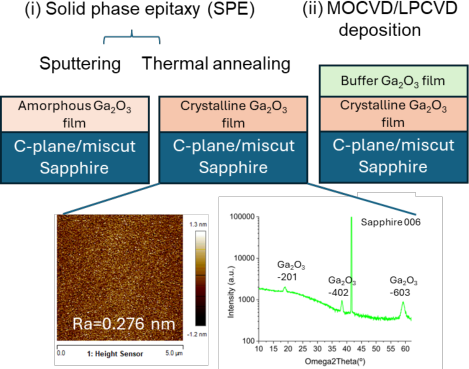 (i) Solid phase epitaxy (SPE)
(ii) MOCVD/LPCVD
deposition
Sputtering
Thermal annealing
Amorphous Ga₂O₃
film
C-plane/miscut
Sapphire
Crystalline Ga₂O₃
film
C-plane/miscut
Sapphire
Buffer Ga₂O₃ film
Crystalline Ga₂O₃
film
C-plane/miscut
Sapphire
1.3 nm
-1.2 nm
Ra=0.276 nm
0.0
1: Height Sensor
5.0 µm
Intensity (a.u.)
100000
10000
1000
100
Sapphire 006
Ga₂O₃
-201
Ga₂O₃
-402
Ga₂O₃
-603
10 15 20 25 30 35 40 45 50 55 60
Omega2Theta(º)